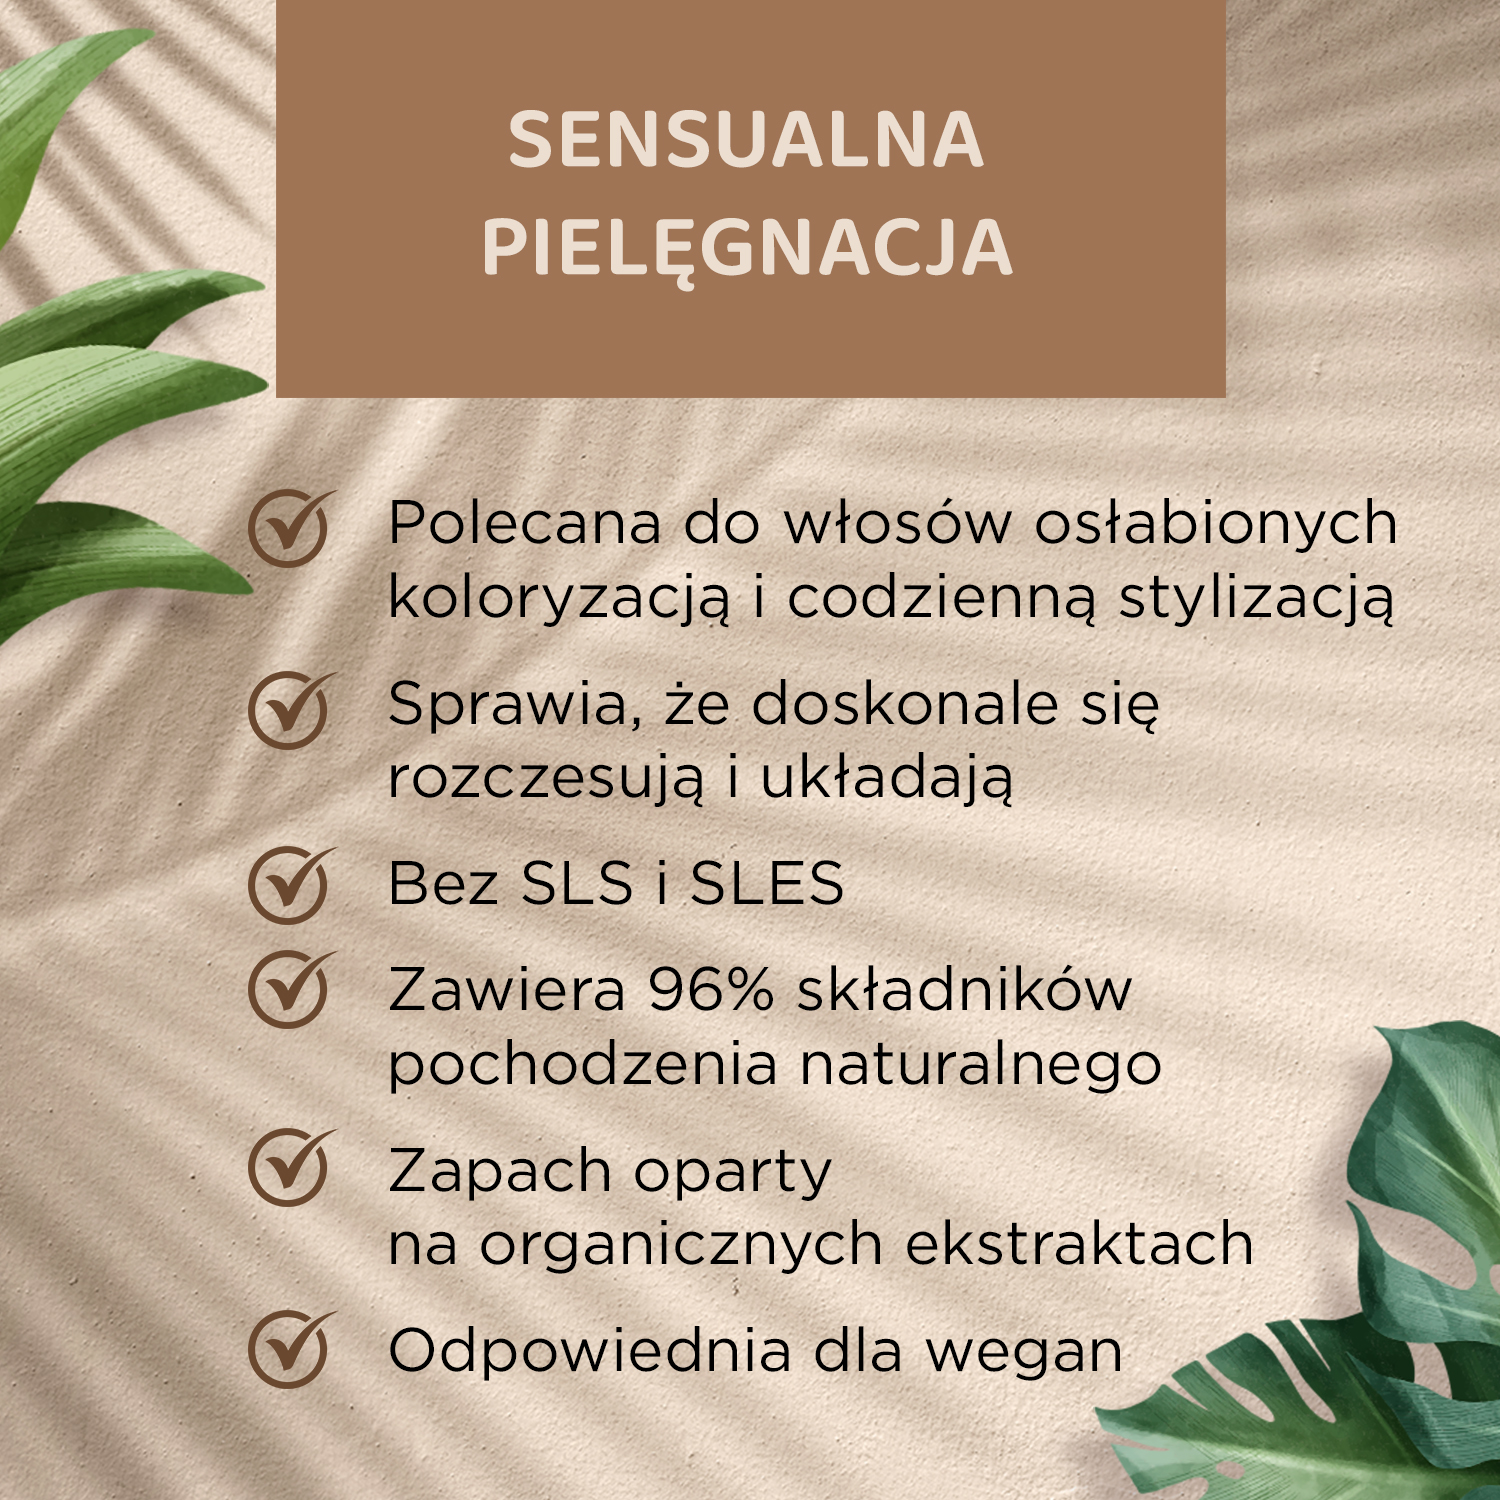 SENSUALNA
PIELĘGNACJA
Polecana do włosów osłabionych
koloryzacją i codzienną stylizacją
Sprawia, że doskonale się
rozczesują i układają
Bez SLS i SLES
Zawiera 96% składników
pochodzenia naturalnego
Zapach oparty
na organicznych ekstraktach
Odpowiednia dla wegan